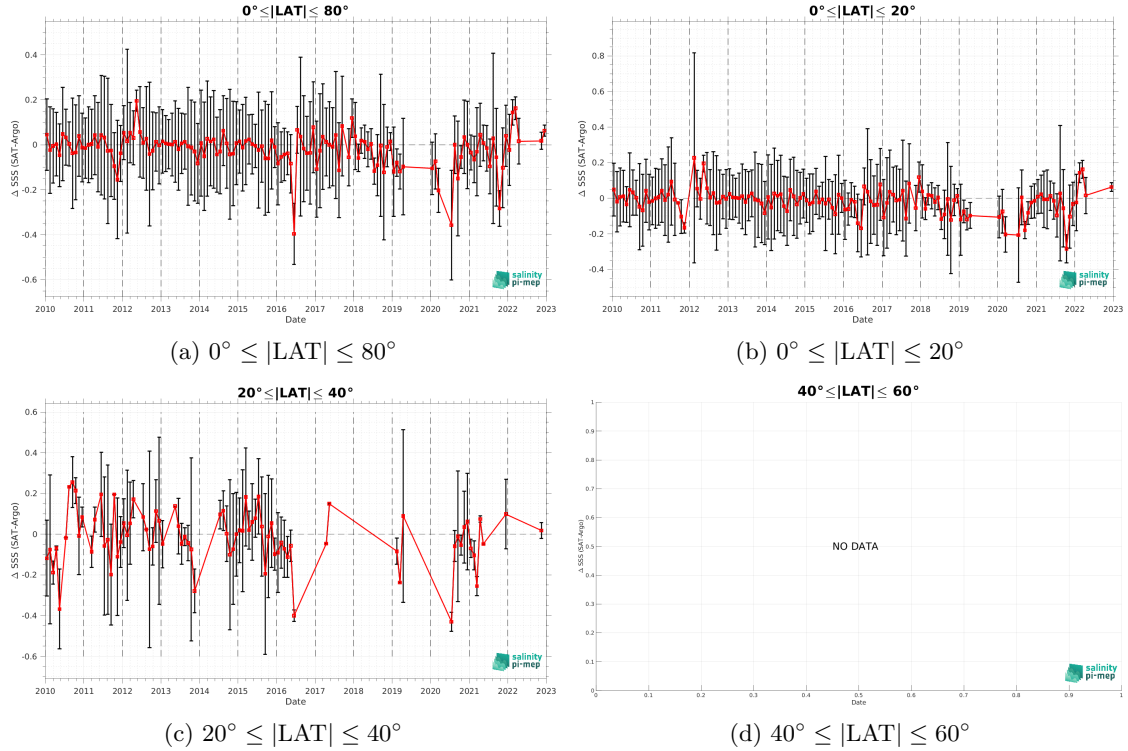 0°≤|LAT|≤ 80°
Δ SSS (SAT-Argo)
0.4
0.2
0
-0.2
-0.4
-0.6
2010 2011 2012 2013 2014 2015 2016 2017 2018 2019 2020 2021 2022 2023
Date
salinity
pi-mep
(a) 0° ≤ |LAT| ≤ 80°
0°≤|LAT|≤ 20°
Δ SSS (SAT-Argo)
0.8
0.6
0.4
0.2
0
-0.2
-0.4
2010 2011 2012 2013 2014 2015 2016 2017 2018 2019 2020 2021 2022 2023
Date
salinity
pi-mep
(b) 0° ≤ |LAT| ≤ 20°
20°≤|LAT|≤ 40°
Δ SSS (SAT-Argo)
0.6
0.4
0.2
0
-0.2
-0.4
-0.6
2010 2011 2012 2013 2014 2015 2016 2017 2018 2019 2020 2021 2022 2023
Date
salinity
pi-mep
(c) 20° ≤ |LAT| ≤ 40°
40°≤|LAT|≤ 60°
Δ SSS (SAT-Argo)
1
0.9
0.8
0.7
0.6
0.5
0.4
0.3
0.2
0.1
0
NO DATA
0 0.1 0.2 0.3 0.4 0.5 0.6 0.7 0.8 0.9 1
Date
salinity
pi-mep
(d) 40° ≤ |LAT| ≤ 60°